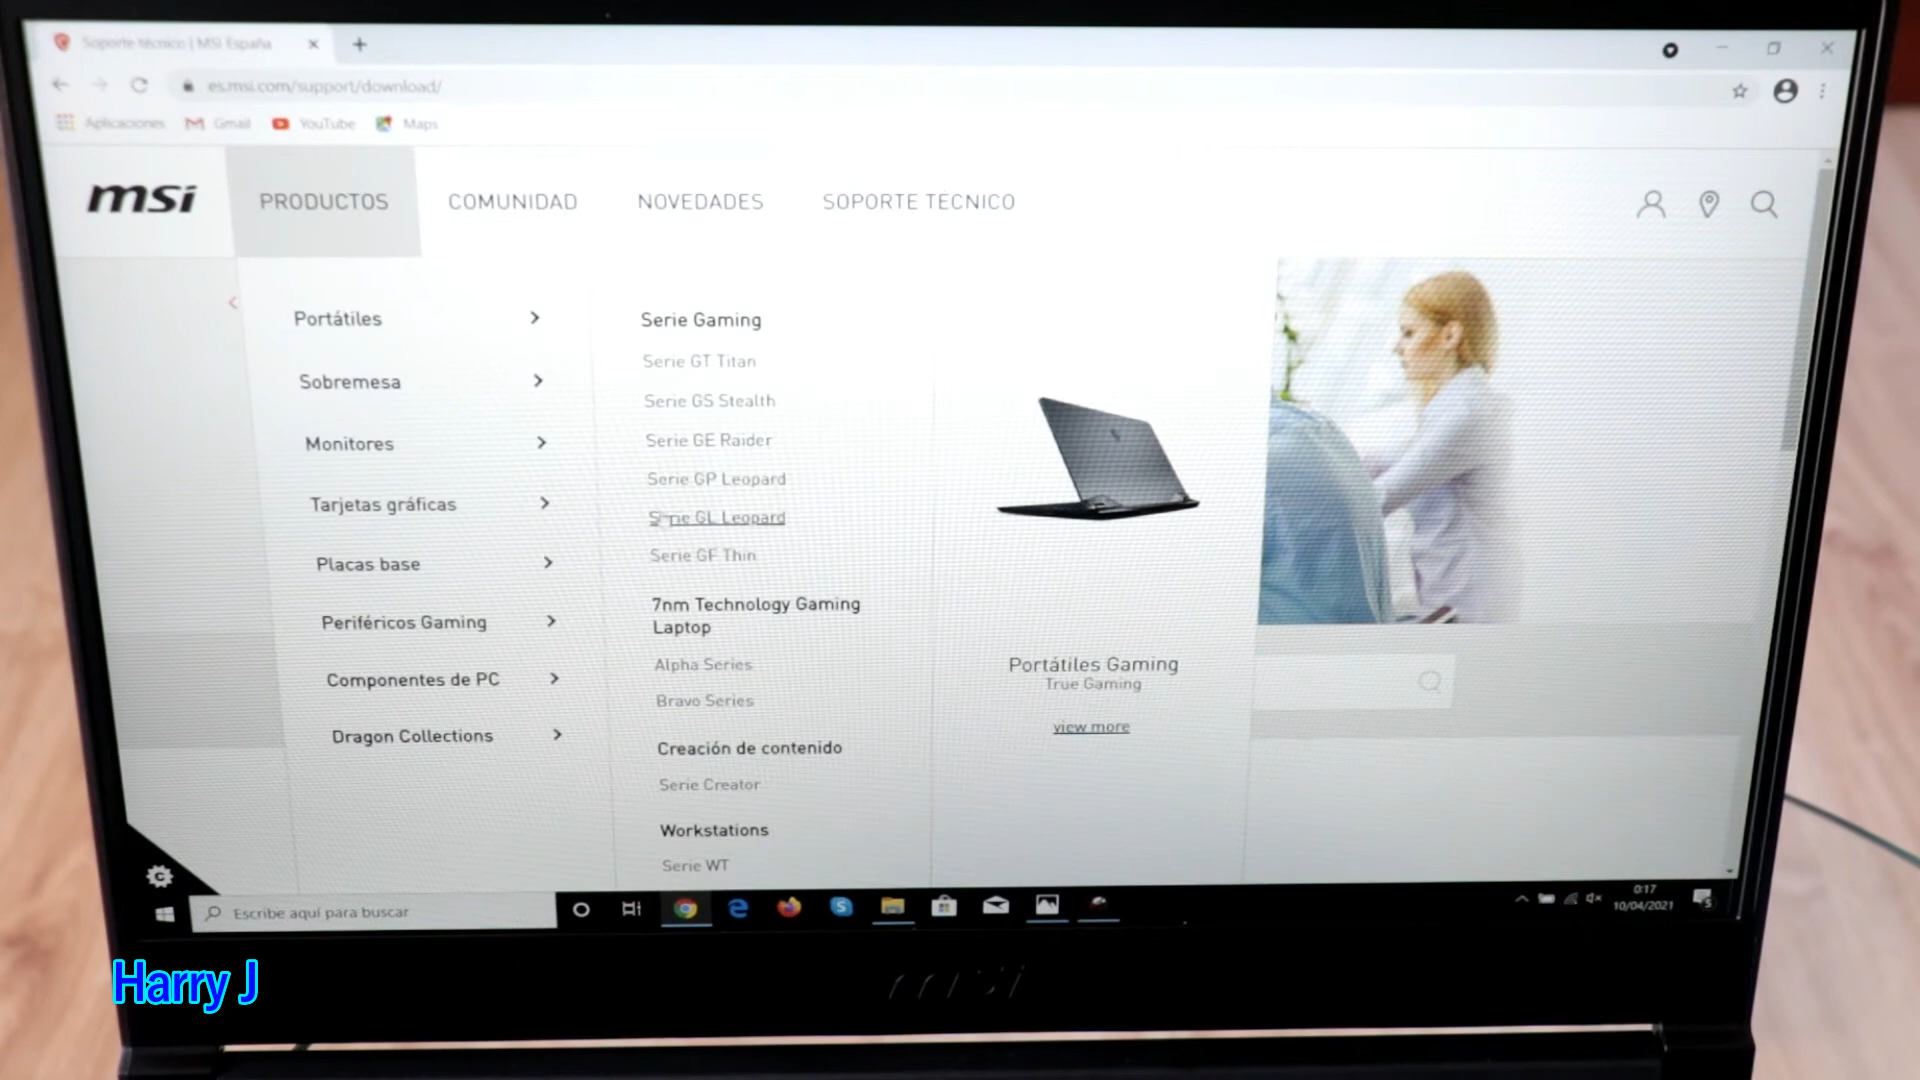 Soporte técnico | MSI España
es.msi.com/support/download/
Aplicaciones Gmail YouTube Maps
msi PRODUCTOS COMUNIDAD NOVEDADES SOPORTE TÉCNICO
Portátiles
Sobremesa
Monitores
Tarjetas gráficas
Placas base
Periféricos Gaming
Componentes de PC
Dragon Collections
Serie Gaming
Serie GT Titan
Serie GS Stealth
Serie GE Raider
Serie GP Leopard
Serie GL Leopard
Serie GF Thin
7nm Technology Gaming
Laptop
Alpha Series
Bravo Series
Creación de contenido
Serie Creator
Workstations
Serie WT
Portátiles Gaming
True Gaming
view more
Escribe aquí para buscar
0:17
10/04/2021
5
Harry J
msi